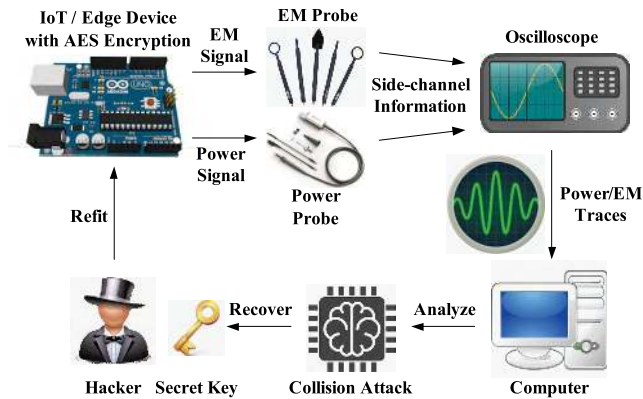 IoT / Edge Device
with AES Encryption
EM
Signal
EM Probe
Oscilloscope
Side-channel
Information
Power
Signal
Power
Probe
Refit
Power/EM
Traces
Recover
Analyze
Hacker
Secret Key
Collision Attack
Computer